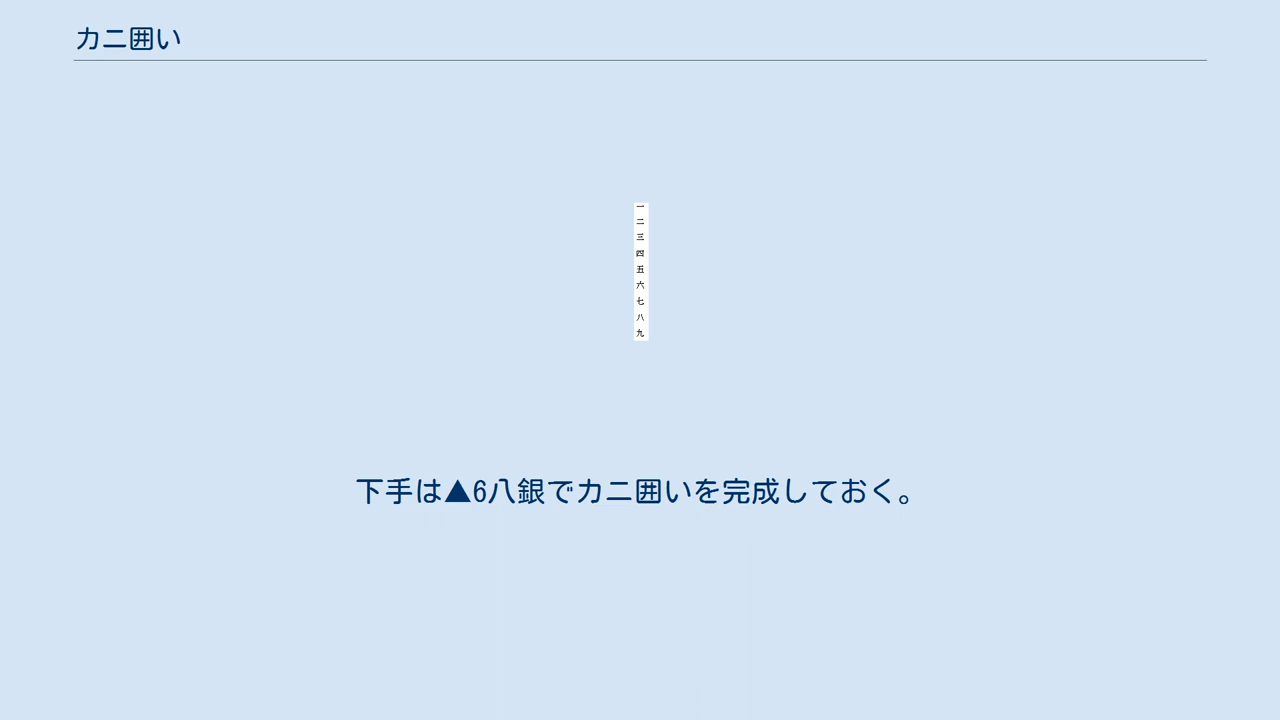 カニ囲い
一
二
三
四
五
六
七
八
九
下手は▲6八銀でカニ囲いを完成しておく。